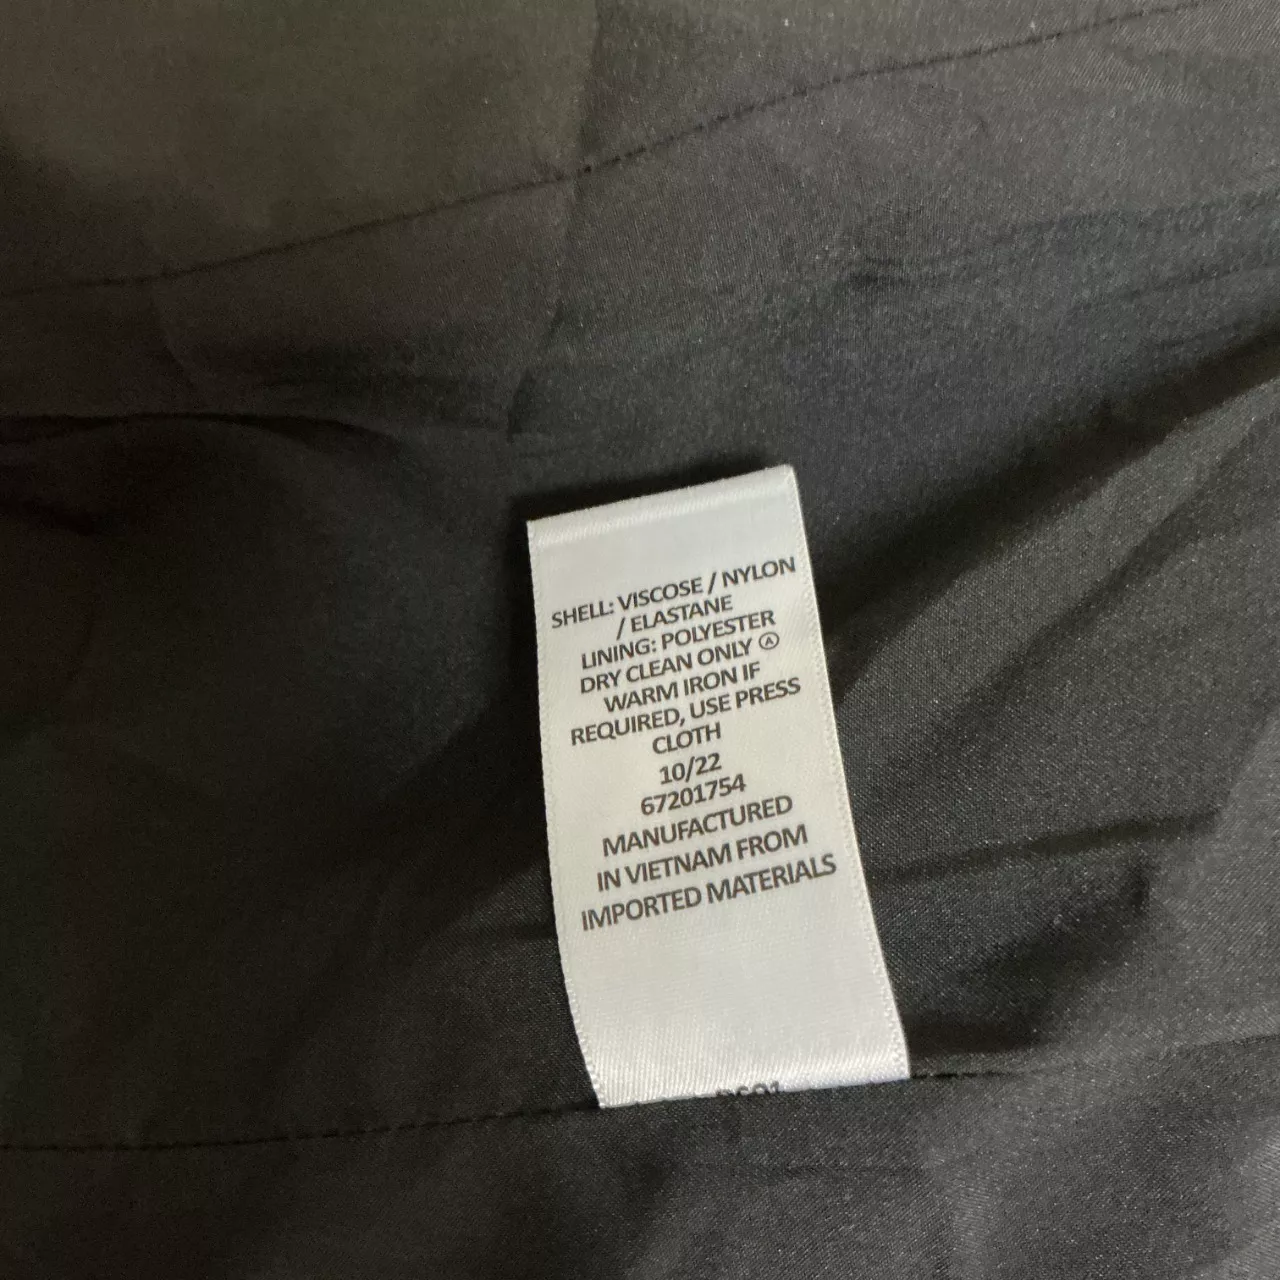 SHELL: VISCOSE / NYLON
/ ELASTANE
LINING: POLYESTER
DRY CLEAN ONLY Ⓐ
WARM IRON IF
REQUIRED, USE PRESS
CLOTH
10/22
67201754
MANUFACTURED
IN VIETNAM FROM
IMPORTED MATERIALS